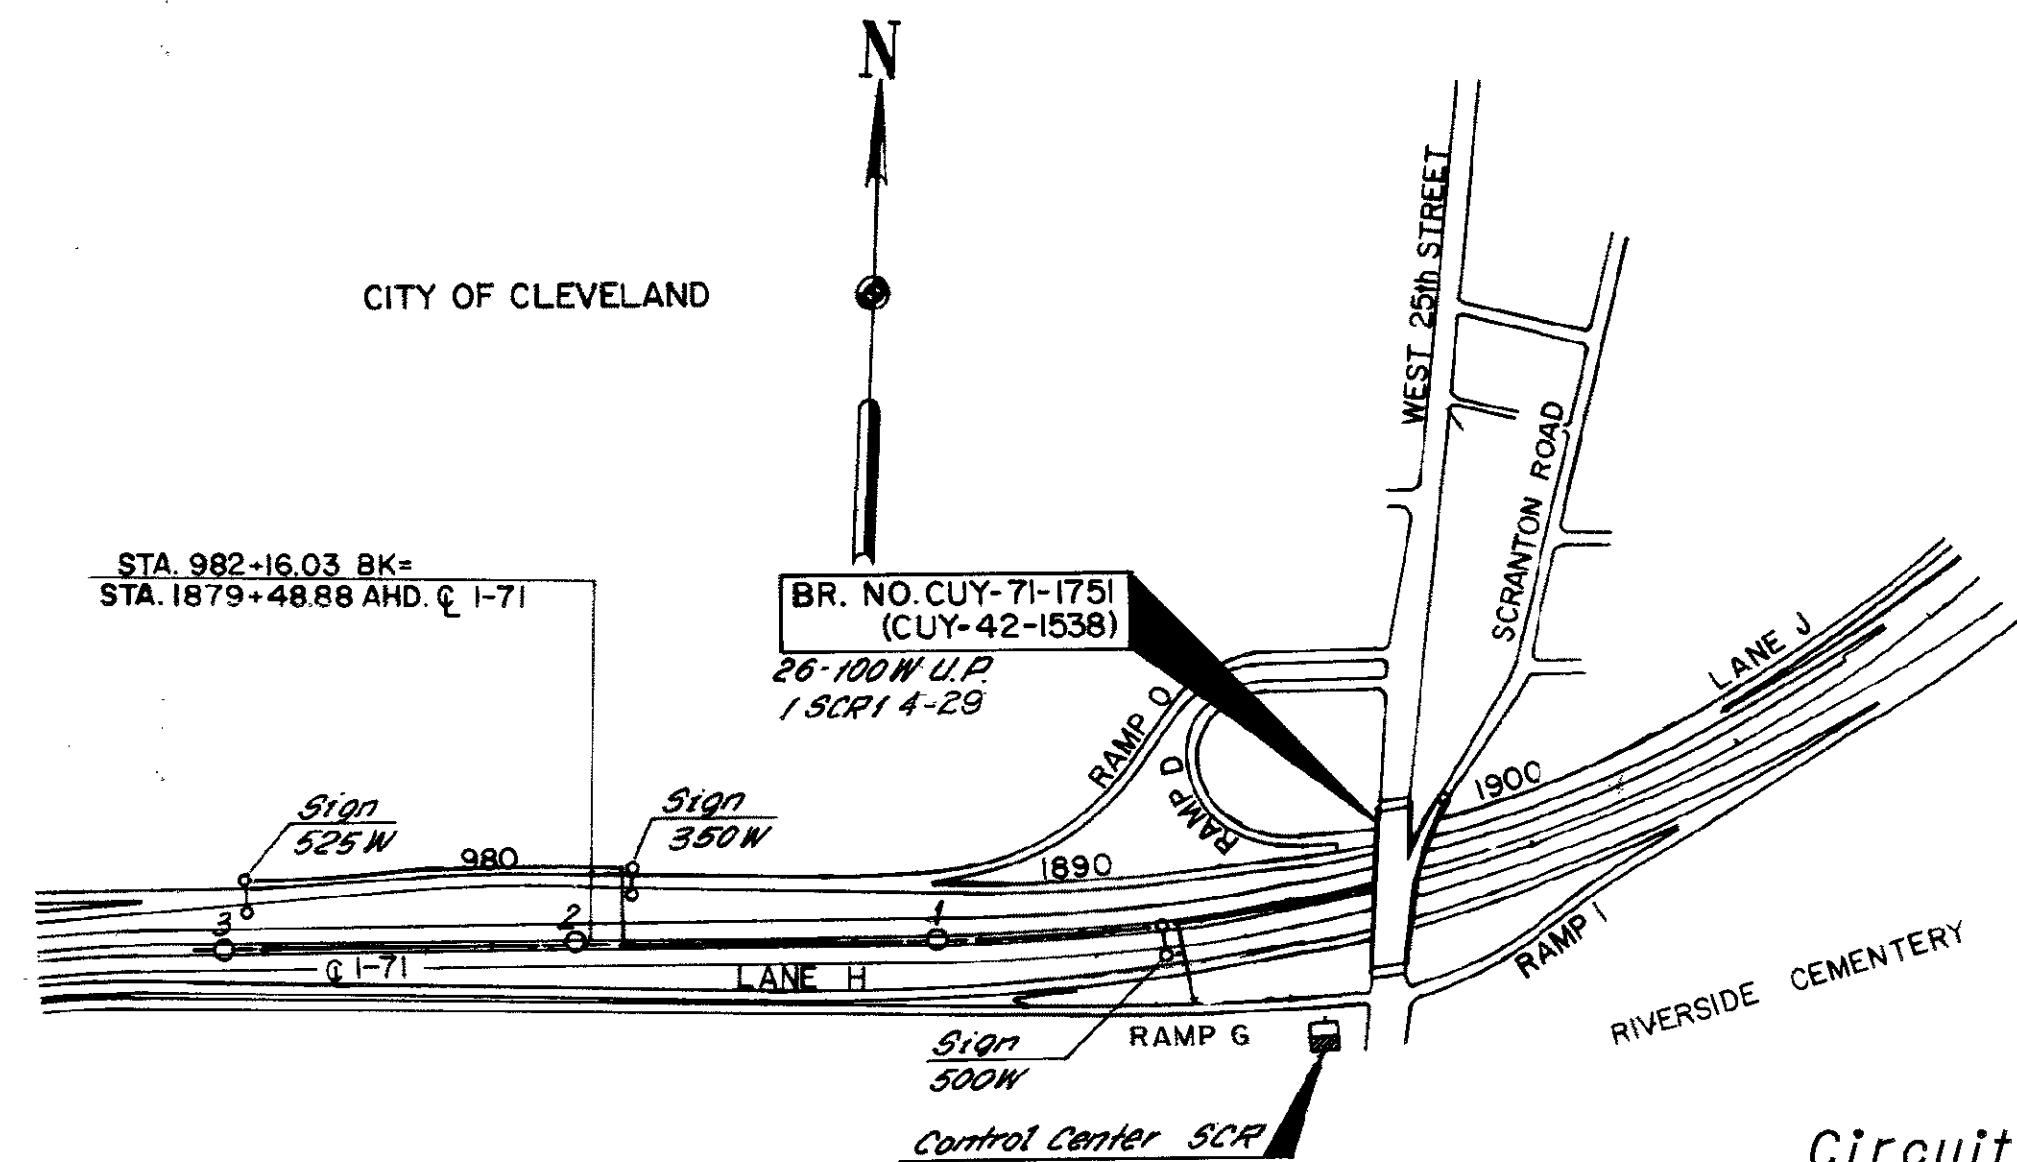 N
CITY OF CLEVELAND
WEST 25th STREET
SCRANTON ROAD
STA. 982+16.03 BK=
STA. 1879+48.88 AHD. ℄ I-71
BR. NO. CUY-71-1751
(CUY-42-1538)
26-100W U.P.
1 SCR1 4-29
LANE J
RAMP O
RAMP D
1900
Sign
525W
Sign
350W
980
1890
3
2
1
℄ I-71
LANE H
RAMP I
RIVERSIDE CEMENTERY
RAMP G
Sign
500W
Control Center SCR
Circuit